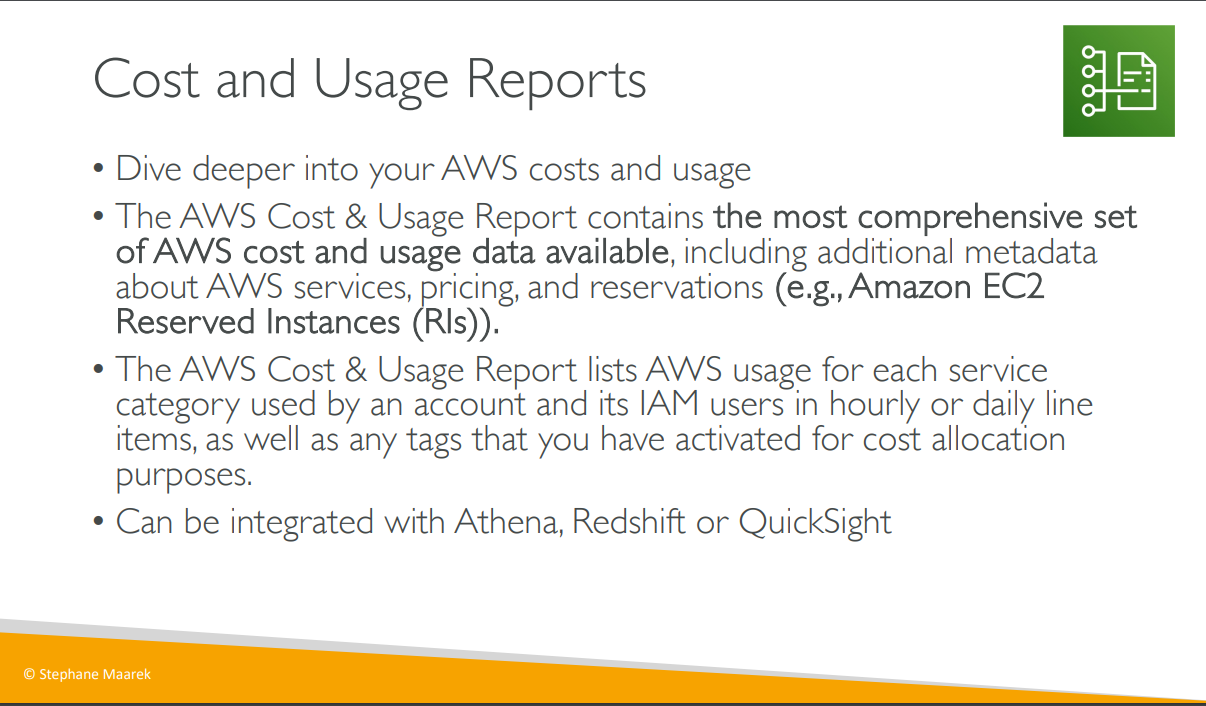 Cost and Usage Reports
• Dive deeper into your AWS costs and usage
• The AWS Cost & Usage Report contains the most comprehensive set
of AWS cost and usage data available, including additional metadata
about AWS services, pricing, and reservations (e.g., Amazon EC2
Reserved Instances (RIs)).
• The AWS Cost & Usage Report lists AWS usage for each service
category used by an account and its IAM users in hourly or daily line
items, as well as any tags that you have activated for cost allocation
purposes.
• Can be integrated with Athena, Redshift or QuickSight
© Stephane Maarek